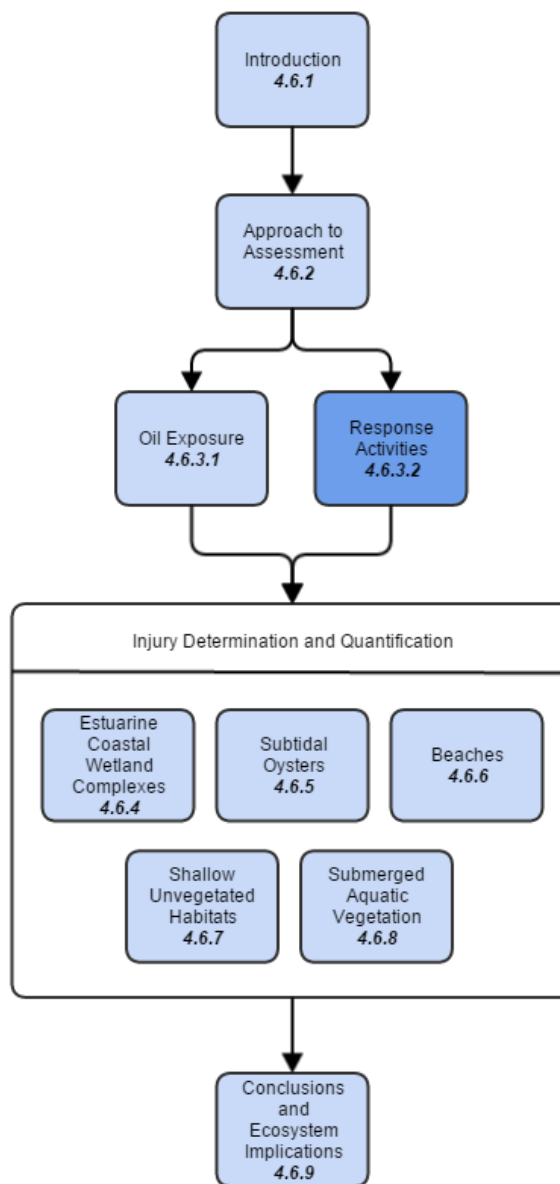 Introduction
4.6.1
Approach to
Assessment
4.6.2
Oil Exposure
4.6.3.1
Response
Activities
4.6.3.2
Injury Determination and Quantification
Estuarine
Coastal
Wetland
Complexes
4.6.4
Subtidal
Oysters
4.6.5
Beaches
4.6.6
Shallow
Unvegetated
Habitats
4.6.7
Submerged
Aquatic
Vegetation
4.6.8
Conclusions
and
Ecosystem
Implications
4.6.9